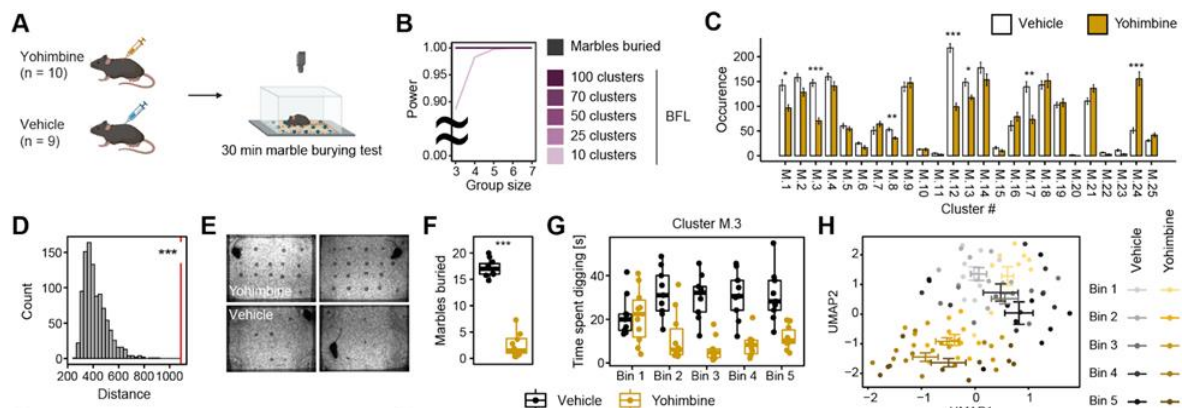 A
Yohimbine
(n = 10)
Vehicle
(n = 9)
30 min marble burying test
B
Power
1.00
0.95
0.90
0.00
3 4 5 6 7
Group size
Marbles buried
100 clusters
70 clusters
50 clusters
25 clusters
10 clusters
BFL
C
Vehicle
Yohimbine
Occurence
200
150
100
50
0
* *** ** *** * ** ***
M.1 M.2 M.3 M.4 M.5 M.6 M.7 M.8 M.9 M.10 M.11 M.12 M.13 M.14 M.15 M.16 M.17 M.18 M.19 M.20 M.21 M.22 M.23 M.24 M.25
Cluster #
D
Count
150
100
50
0
***
200 400 600 800 1000
Distance
E
Yohimbine
Vehicle
F
Marbles buried
20
15
10
5
0
***
G
Cluster M.3
Time spent digging [s]
40
20
0
Bin 1 Bin 2 Bin 3 Bin 4 Bin 5
Vehicle Yohimbine
H
UMAP2
2
1
0
−1
−2
−2 −1 0 1
Vehicle
Yohimbine
Bin 1
Bin 2
Bin 3
Bin 4
Bin 5